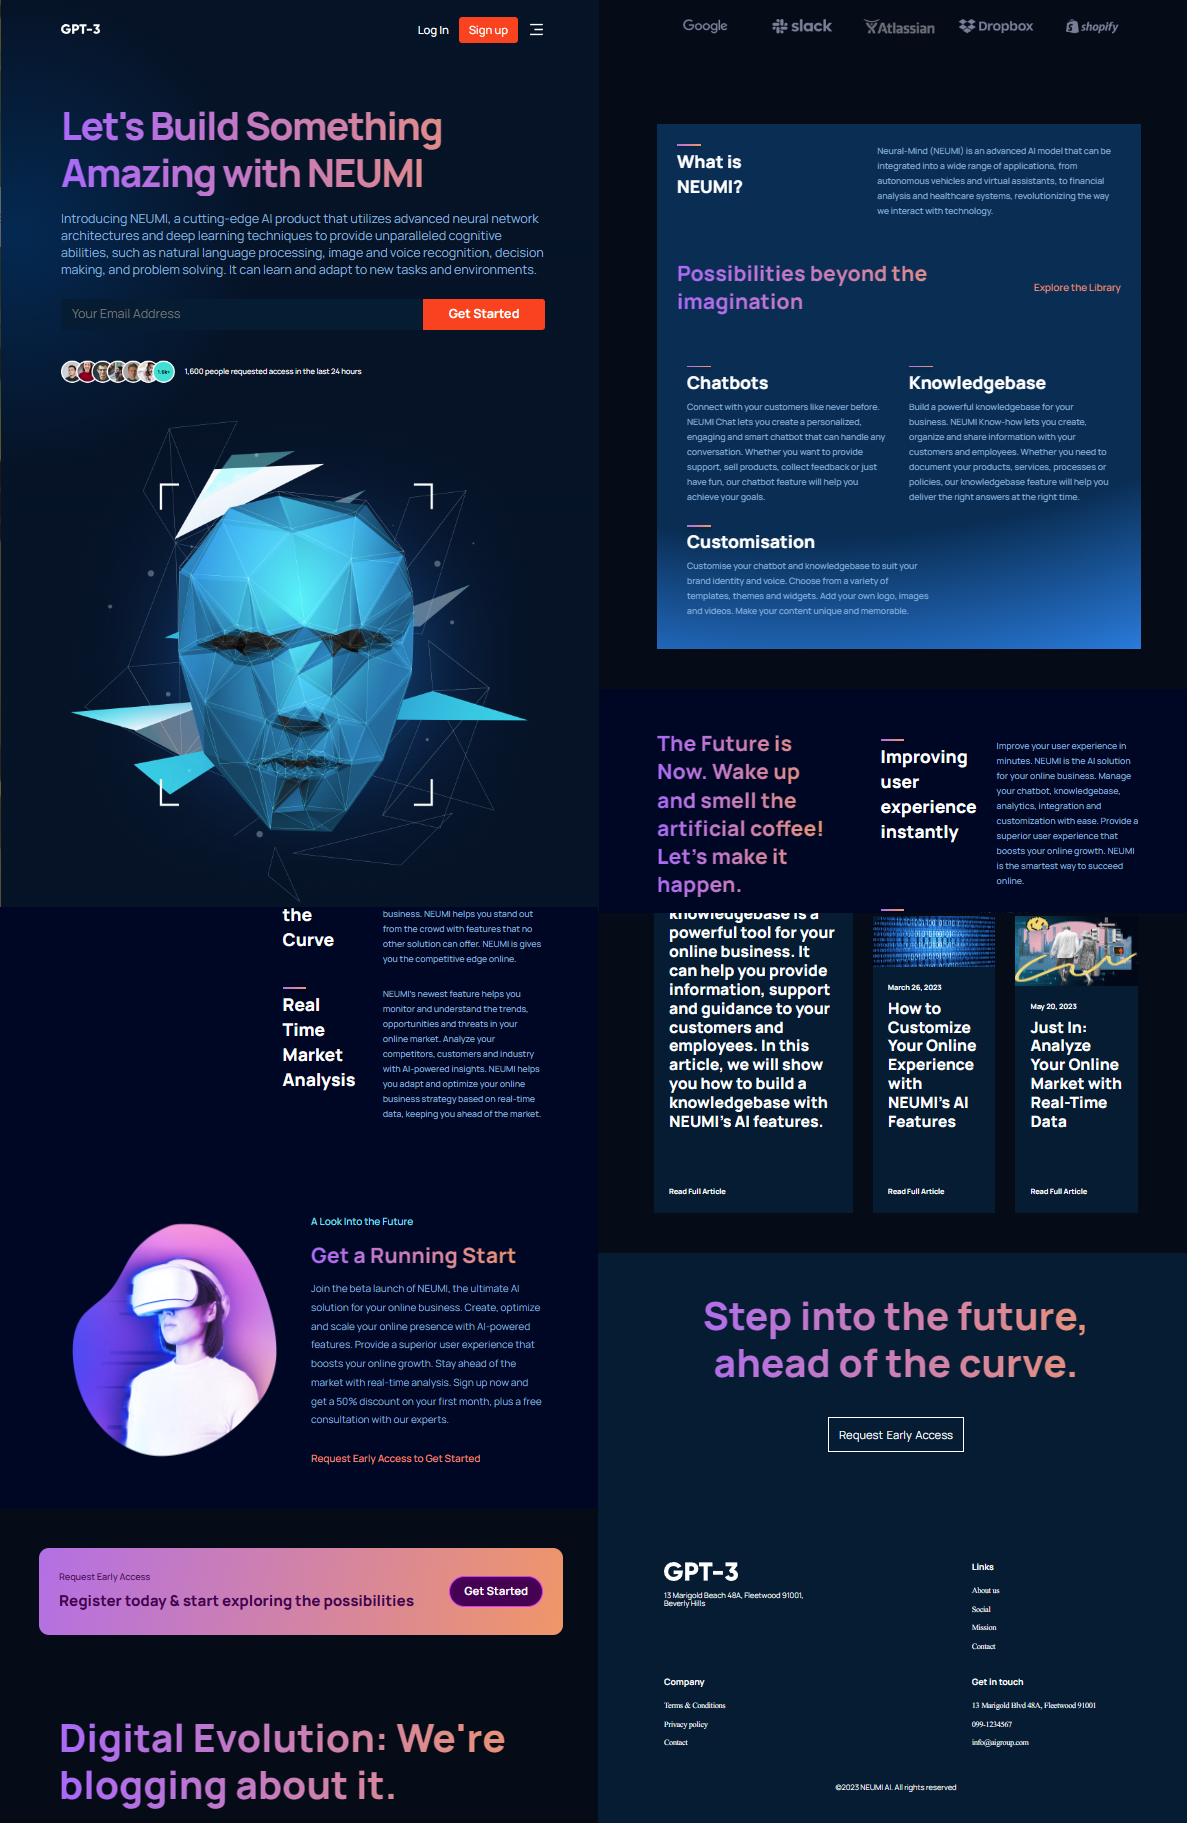 GPT-3
Log In
Sign up
Let's Build Something
Amazing with NEUMI
Introducing NEUMI, a cutting-edge AI product that utilizes advanced neural network
architectures and deep learning techniques to provide unparalleled cognitive
abilities, such as natural language processing, image and voice recognition, decision
making, and problem solving. It can learn and adapt to new tasks and environments.
Your Email Address
Get Started
1,600 people requested access in the last 24 hours
the
Curve
business. NEUMI helps you stand out
from the crowd with features that no
other solution can offer. NEUMI is gives
you the competitive edge online.
Real
Time
Market
Analysis
NEUMI's newest feature helps you
monitor and understand the trends,
opportunities and threats in your
online market. Analyze your
competitors, customers and industry
with AI-powered insights. NEUMI helps
you adapt and optimize your online
business strategy based on real-time
data, keeping you ahead of the market.
A Look Into the Future
Get a Running Start
Join the beta launch of NEUMI, the ultimate AI
solution for your online business. Create, optimize
and scale your online presence with AI-powered
features. Provide a superior user experience that
boosts your online growth. Stay ahead of the
market with real-time analysis. Sign up now and
get a 50% discount on your first month, plus a free
consultation with our experts.
Request Early Access to Get Started
Request Early Access
Register today & start exploring the possibilities
Get Started
Digital Evolution: We're
blogging about it.
Google
slack
Atlassian
Dropbox
shopify
What is
NEUMI?
Neural-Mind (NEUMI) is an advanced AI model that can be
integrated into a wide range of applications, from
autonomous vehicles and virtual assistants, to financial
analysis and healthcare systems, revolutionizing the way
we interact with technology.
Possibilities beyond the
imagination
Explore the Library
Chatbots
Connect with your customers like never before.
NEUMI Chat lets you create a personalized,
engaging and smart chatbot that can handle any
conversation. Whether you want to provide
support, sell products, collect feedback or just
have fun, our chatbot feature will help you
achieve your goals.
Knowledgebase
Build a powerful knowledgebase for your
business. NEUMI Know-how lets you create,
organize and share information with your
customers and employees. Whether you need to
document your products, services, processes or
policies, our knowledgebase feature will help you
deliver the right answers at the right time.
Customisation
Customise your chatbot and knowledgebase to suit your
brand identity and voice. Choose from a variety of
templates, themes and widgets. Add your own logo, images
and videos. Make your content unique and memorable.
The Future is
Now. Wake up
and smell the
artificial coffee!
Let's make it
happen.
Improving
user
experience
instantly
Improve your user experience in
minutes. NEUMI is the AI solution
for your online business. Manage
your chatbot, knowledgebase,
analytics, integration and
customization with ease. Provide a
superior user experience that
boosts your online growth. NEUMI
is the smartest way to succeed
online.
knowledgebase is a
powerful tool for your
online business. It
can help you provide
information, support
and guidance to your
customers and
employees. In this
article, we will show
you how to build a
knowledgebase with
NEUMI's AI features.
Read Full Article
March 26, 2023
How to
Customize
Your Online
Experience
with
NEUMI's AI
Features
Read Full Article
May 20, 2023
Just In:
Analyze
Your Online
Market with
Real-Time
Data
Read Full Article
Step into the future,
ahead of the curve.
Request Early Access
GPT-3
13 Marigold Beach 48A, Fleetwood 91001,
Beverly Hills
Links
About us
Social
Mission
Contact
Company
Terms & Conditions
Privacy policy
Contact
Get in touch
13 Marigold Blvd 48A, Fleetwood 91001
099-1234567
info@aigroup.com
©2023 NEUMI AI. All rights reserved